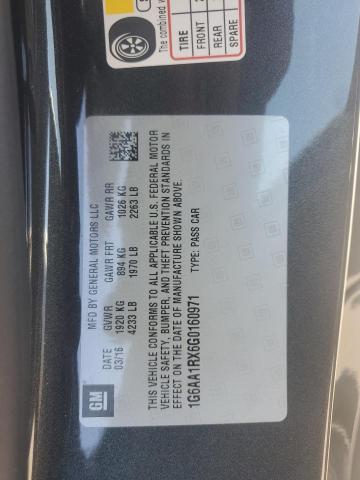 The combined w
TIRE
FRONT
REAR
SPARE
GM
MFD BY GENERAL MOTORS LLC
DATE GVWR GAWR FRT GAWR RR
03/16 1920 KG 894 KG 1026 KG
4233 LB 1970 LB 2263 LB
THIS VEHICLE CONFORMS TO ALL APPLICABLE U.S. FEDERAL MOTOR
VEHICLE SAFETY, BUMPER, AND THEFT PREVENTION STANDARDS IN
EFFECT ON THE DATE OF MANUFACTURE SHOWN ABOVE.
1G6AA1RX6G0160971 TYPE: PASS CAR